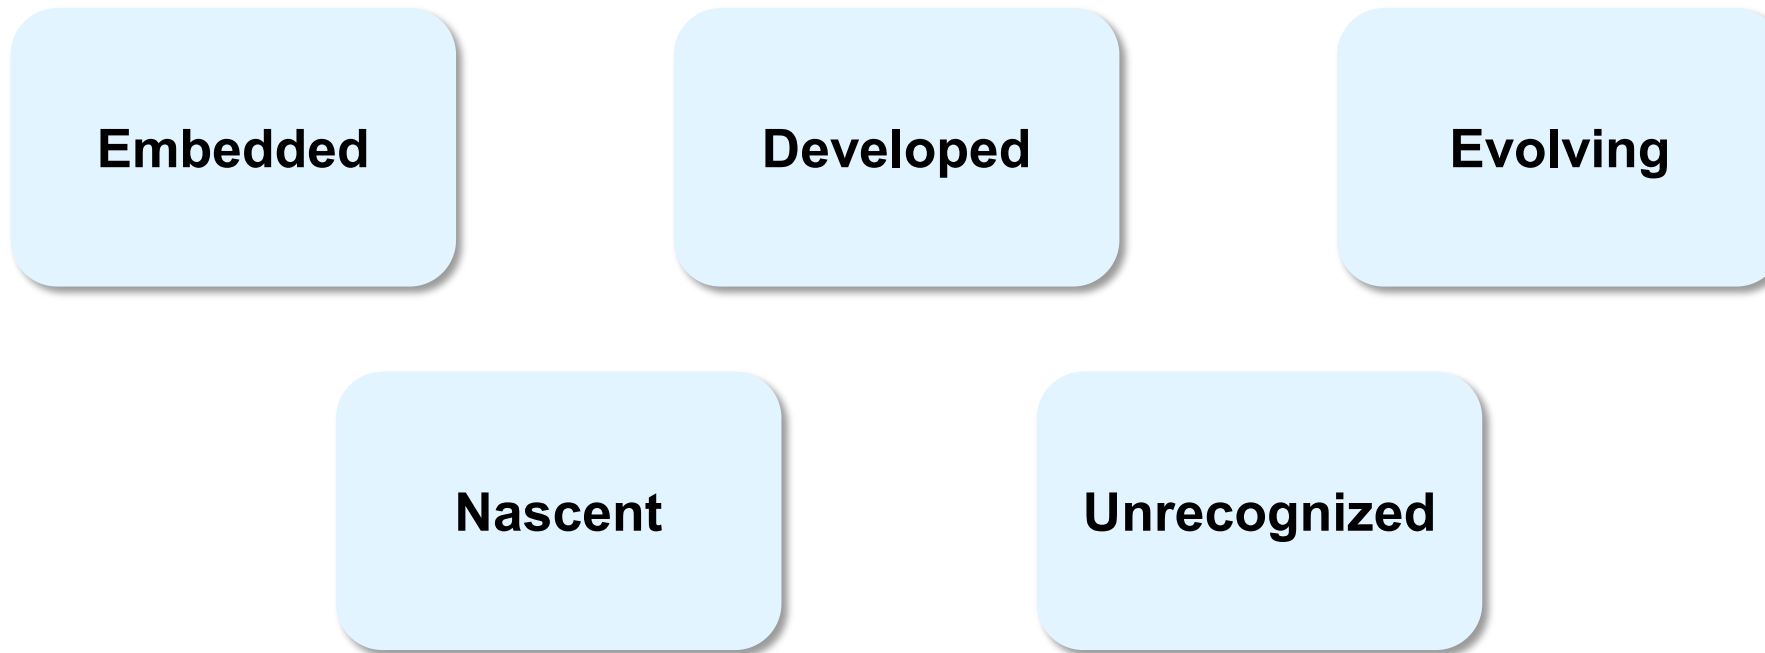 Embedded
Developed
Evolving
Nascent
Unrecognized